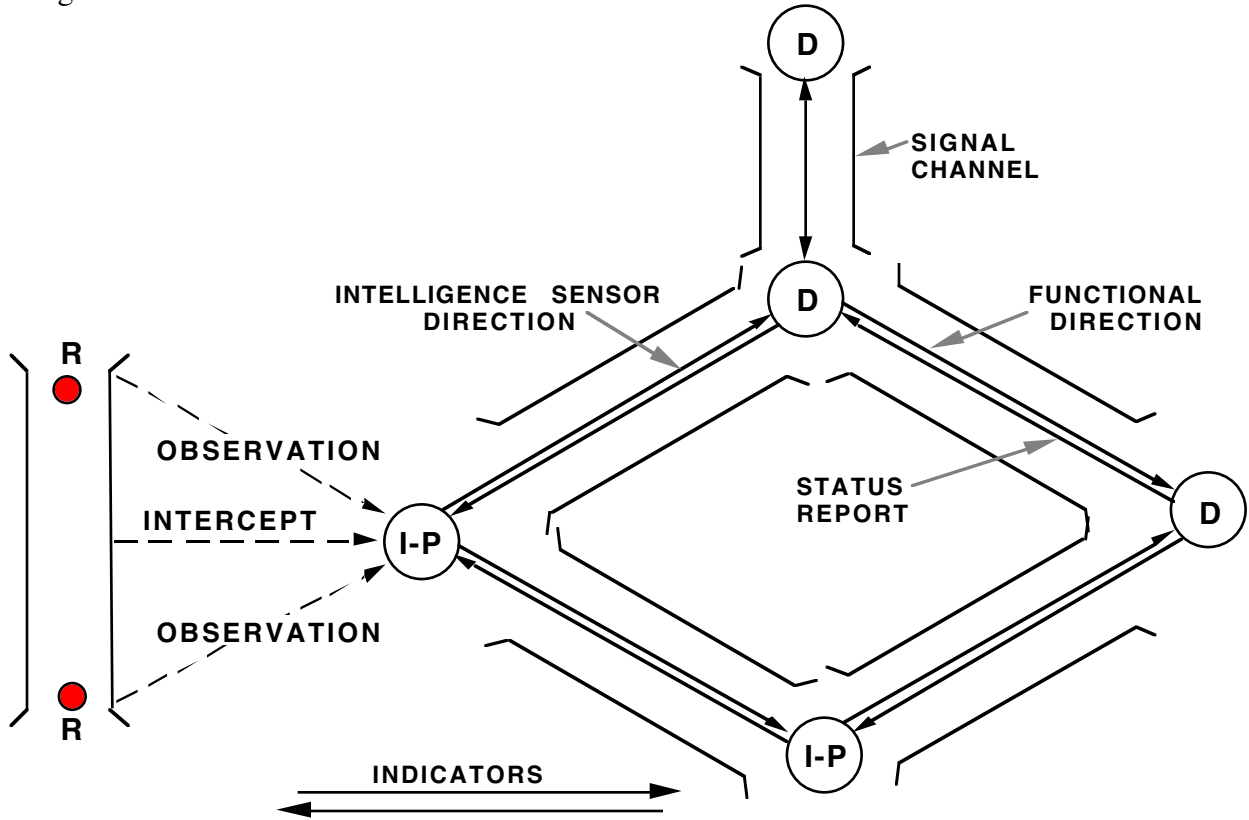 D
SIGNAL
CHANNEL
INTELLIGENCE SENSOR
DIRECTION
D
FUNCTIONAL
DIRECTION
R
OBSERVATION
STATUS
REPORT
INTERCEPT
I-P
D
OBSERVATION
R
I-P
INDICATORS